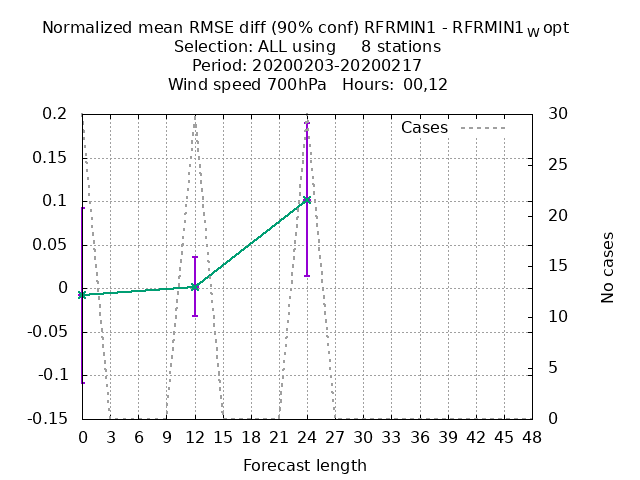 Normalized mean RMSE diff (90% conf) RFRMIN1 - RFRMIN1W opt
Selection: ALL using 8 stations
Period: 20200203-20200217
Wind speed 700hPa Hours: 00,12
Cases
0.2
0.15
0.1
0.05
0
-0.05
-0.1
-0.15
30
25
20
15
10
5
0
No cases
0 3 6 9 12 15 18 21 24 27 30 33 36 39 42 45 48
Forecast length